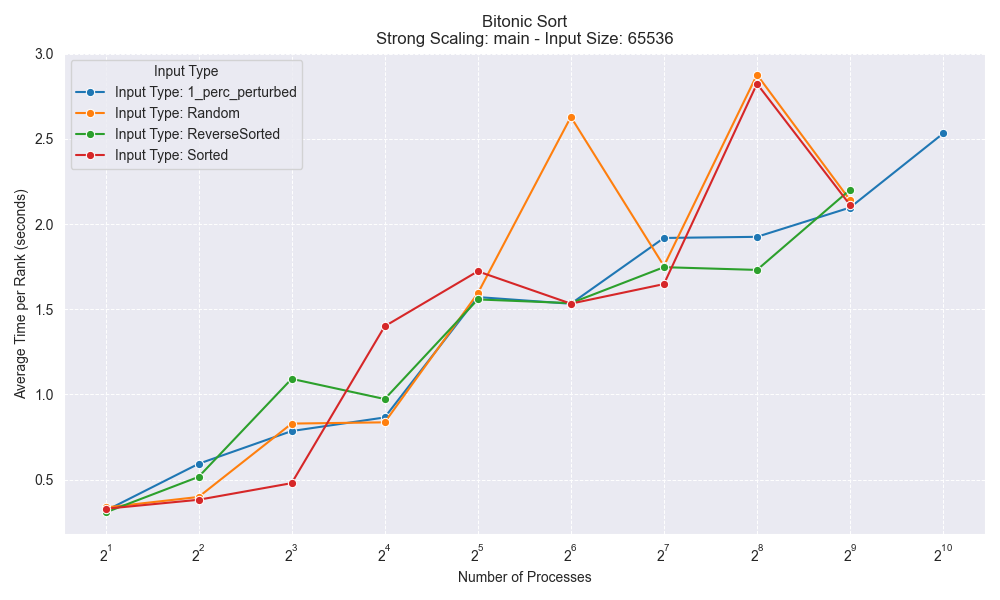 Bitonic Sort
Strong Scaling: main - Input Size: 65536
Input Type
Input Type: 1_perc_perturbed
Input Type: Random
Input Type: ReverseSorted
Input Type: Sorted
Average Time per Rank (seconds)
3.0
2.5
2.0
1.5
1.0
0.5
2^1 2^2 2^3 2^4 2^5 2^6 2^7 2^8 2^9 2^10
Number of Processes